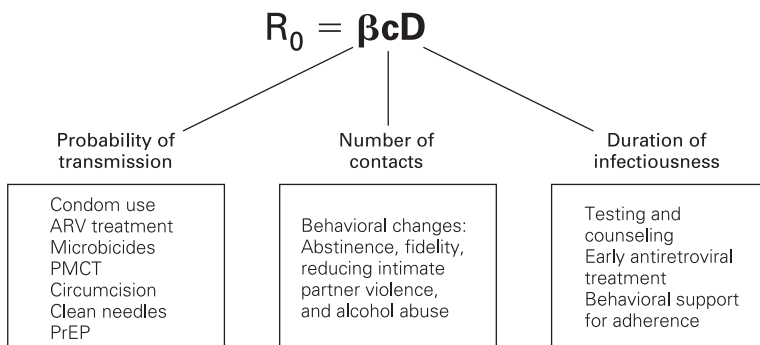 R₀ = βcD
Probability of
transmission
Number of
contacts
Duration of
infectiousness
Condom use
ARV treatment
Microbicides
PMCT
Circumcision
Clean needles
PrEP
Behavioral changes:
Abstinence, fidelity,
reducing intimate
partner violence,
and alcohol abuse
Testing and
counseling
Early antiretroviral
treatment
Behavioral support
for adherence